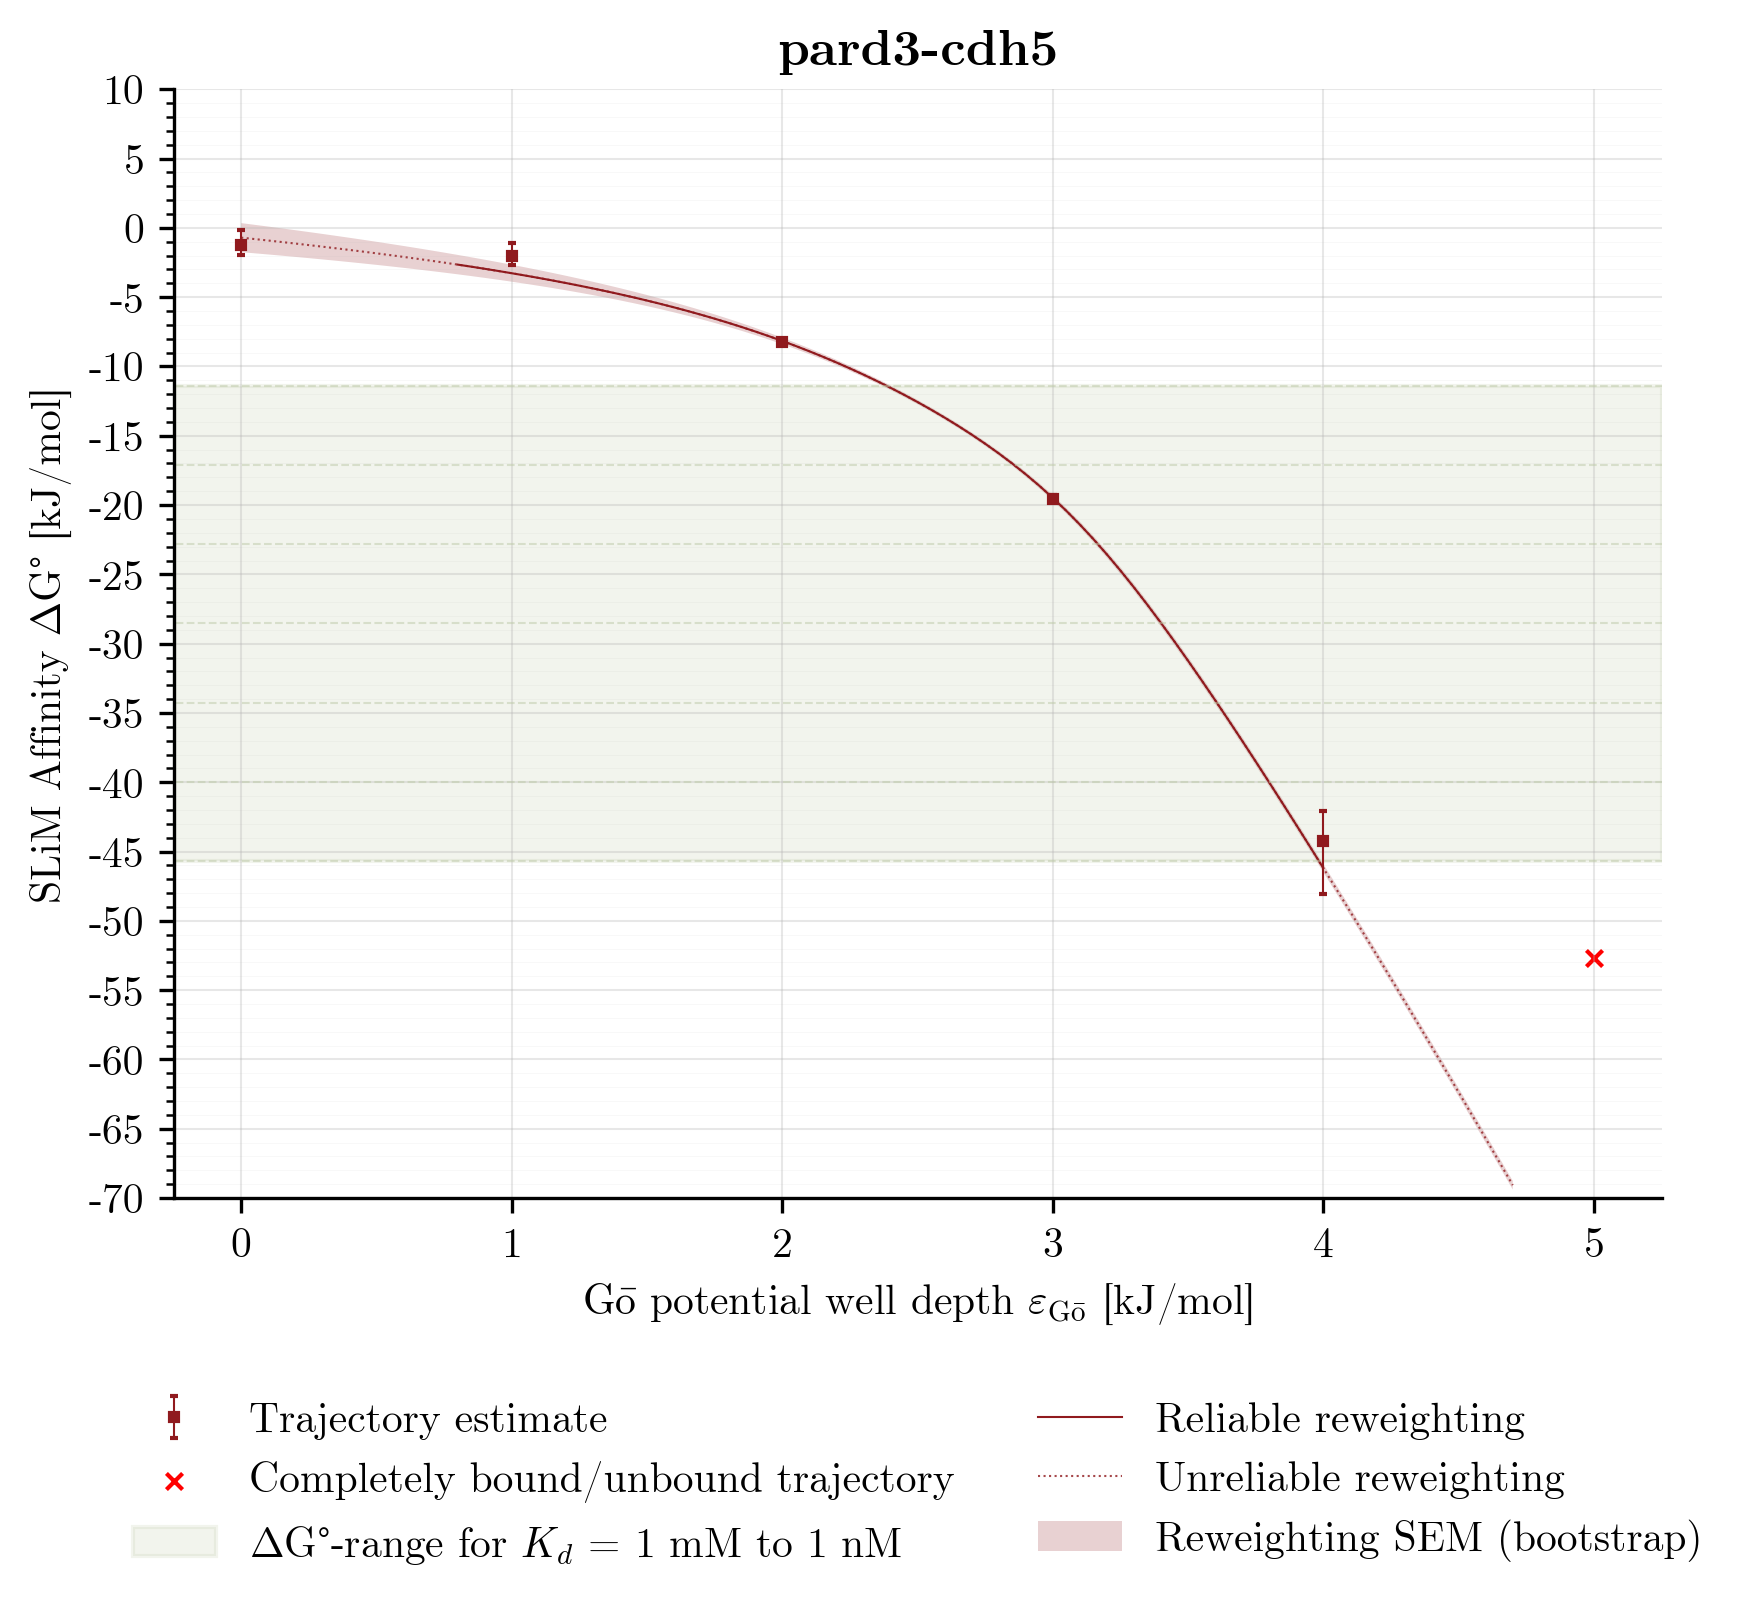 pard3-cdh5
10
5
0
-5
-10
-15
-20
-25
-30
-35
-40
-45
-50
-55
-60
-65
-70
SLiM Affinity ΔG° [kJ/mol]
0 1 2 3 4 5
Gō potential well depth ε_Gō [kJ/mol]
Trajectory estimate
Completely bound/unbound trajectory
ΔG°-range for K_d = 1 mM to 1 nM
Reliable reweighting
Unreliable reweighting
Reweighting SEM (bootstrap)